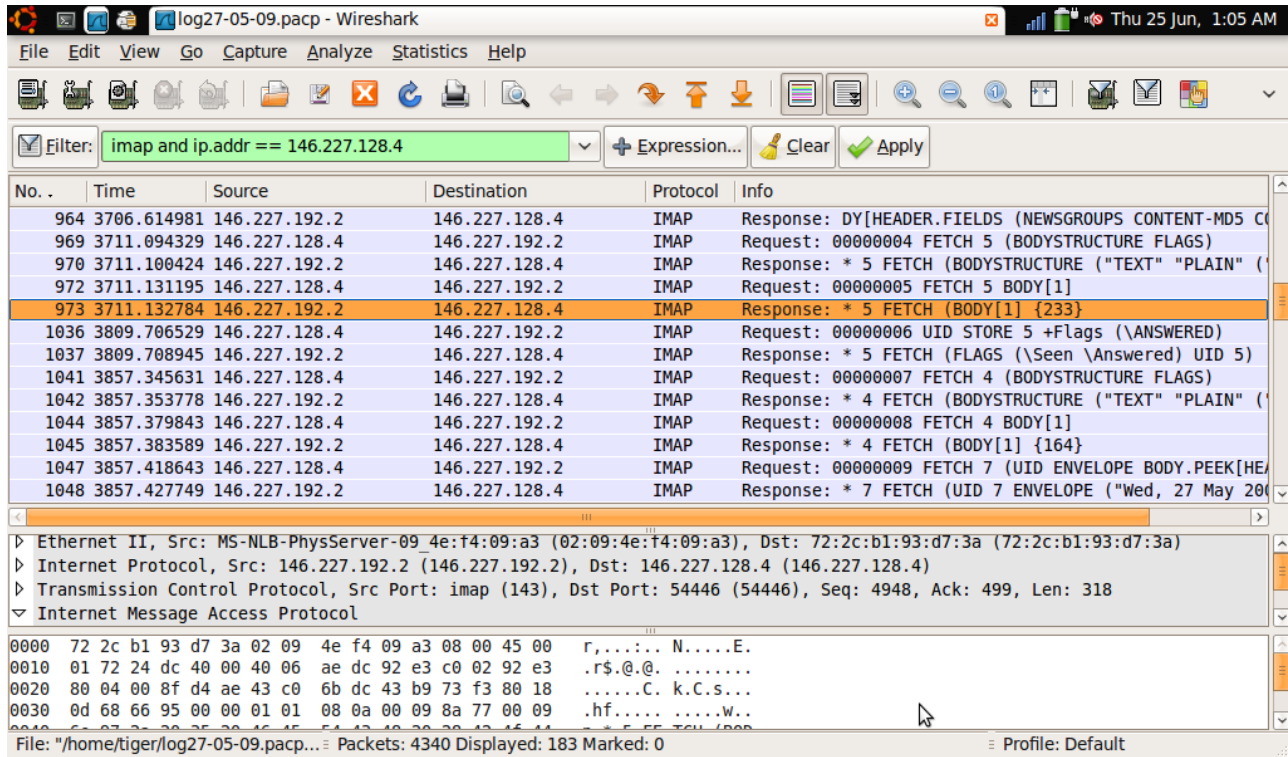 log27-05-09.pacp - Wireshark Thu 25 Jun, 1:05 AM
File Edit View Go Capture Analyze Statistics Help
Filter: imap and ip.addr == 146.227.128.4 Expression... Clear Apply
No. . Time Source Destination Protocol Info
964 3706.614981 146.227.192.2 146.227.128.4 IMAP Response: DY[HEADER.FIELDS (NEWSGROUPS CONTENT-MD5 CO
969 3711.094329 146.227.128.4 146.227.192.2 IMAP Request: 00000004 FETCH 5 (BODYSTRUCTURE FLAGS)
970 3711.100424 146.227.192.2 146.227.128.4 IMAP Response: * 5 FETCH (BODYSTRUCTURE ("TEXT" "PLAIN" ("
972 3711.131195 146.227.128.4 146.227.192.2 IMAP Request: 00000005 FETCH 5 BODY[1]
973 3711.132784 146.227.192.2 146.227.128.4 IMAP Response: * 5 FETCH (BODY[1] {233}
1036 3809.706529 146.227.128.4 146.227.192.2 IMAP Request: 00000006 UID STORE 5 +Flags (\ANSWERED)
1037 3809.708945 146.227.192.2 146.227.128.4 IMAP Response: * 5 FETCH (FLAGS (\Seen \Answered) UID 5)
1041 3857.345631 146.227.128.4 146.227.192.2 IMAP Request: 00000007 FETCH 4 (BODYSTRUCTURE FLAGS)
1042 3857.353778 146.227.192.2 146.227.128.4 IMAP Response: * 4 FETCH (BODYSTRUCTURE ("TEXT" "PLAIN" ("
1044 3857.379843 146.227.128.4 146.227.192.2 IMAP Request: 00000008 FETCH 4 BODY[1]
1045 3857.383589 146.227.192.2 146.227.128.4 IMAP Response: * 4 FETCH (BODY[1] {164}
1047 3857.418643 146.227.128.4 146.227.192.2 IMAP Request: 00000009 FETCH 7 (UID ENVELOPE BODY.PEEK[HEA
1048 3857.427749 146.227.192.2 146.227.128.4 IMAP Response: * 7 FETCH (UID 7 ENVELOPE ("Wed, 27 May 200
Ethernet II, Src: MS-NLB-PhysServer-09_4e:f4:09:a3 (02:09:4e:f4:09:a3), Dst: 72:2c:b1:93:d7:3a (72:2c:b1:93:d7:3a)
Internet Protocol, Src: 146.227.192.2 (146.227.192.2), Dst: 146.227.128.4 (146.227.128.4)
Transmission Control Protocol, Src Port: imap (143), Dst Port: 54446 (54446), Seq: 4948, Ack: 499, Len: 318
Internet Message Access Protocol
0000 72 2c b1 93 d7 3a 02 09 4e f4 09 a3 08 00 45 00 r,...:.. N.....E.
0010 01 72 24 dc 40 00 40 06 ae dc 92 e3 c0 02 92 e3 .r$.@.@. ........
0020 80 04 00 8f d4 ae 43 c0 6b dc 43 b9 73 f3 80 18 ......C. k.C.s...
0030 0d 68 66 95 00 00 01 01 08 0a 00 09 8a 77 00 09 .hf..... .....w..
File: "/home/tiger/log27-05-09.pacp... Packets: 4340 Displayed: 183 Marked: 0 Profile: Default